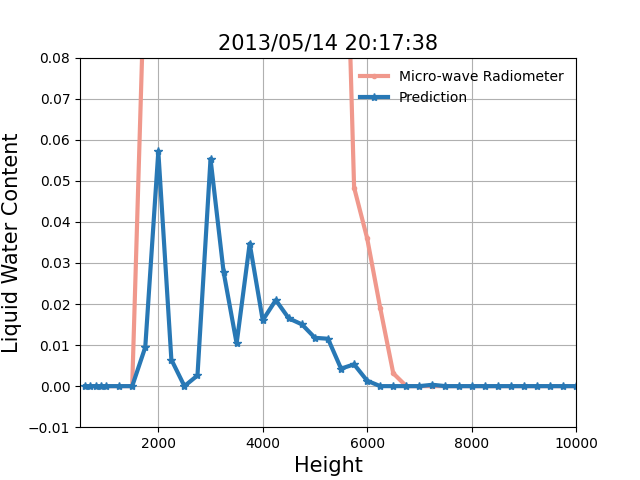 2013/05/14 20:17:38
Micro-wave Radiometer
Prediction
Liquid Water Content
0.08
0.07
0.06
0.05
0.04
0.03
0.02
0.01
0.00
−0.01
2000 4000 6000 8000 10000
Height